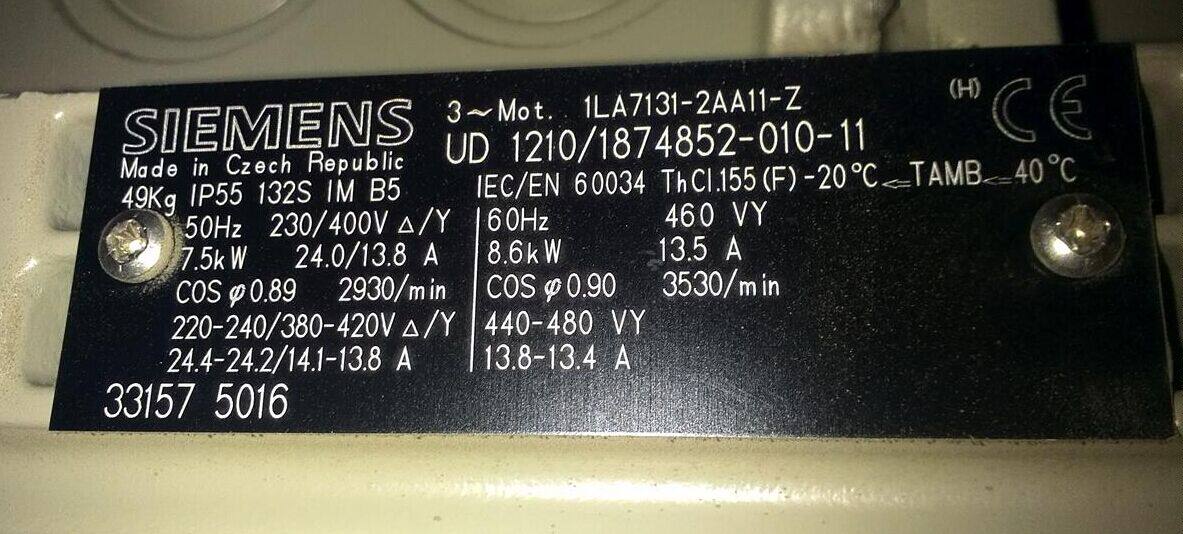 SIEMENS
Made in Czech Republic
3~Mot. 1LA7131-2AA11-Z
(H) CE
UD 1210/1874852-010-11
49Kg IP55 132S IM B5
IEC/EN 60034 ThCl.155(F) -20°C<=TAMB<=40°C
50Hz 230/400V Δ/Y
7.5kW 24.0/13.8 A
COS φ 0.89 2930/min
220-240/380-420V Δ/Y
24.4-24.2/14.1-13.8 A
60Hz 460 VY
8.6kW 13.5 A
COS φ 0.90 3530/min
440-480 VY
13.8-13.4 A
33157 5016